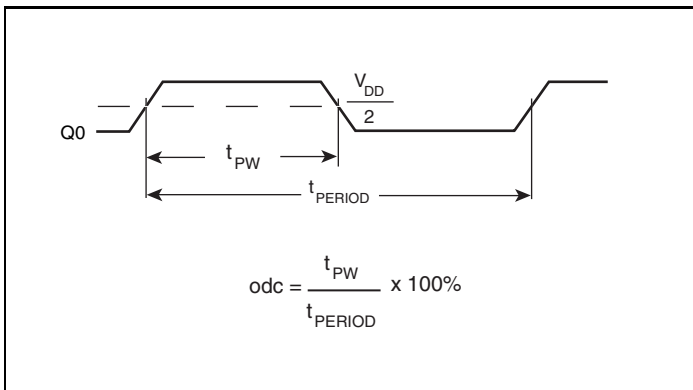 V_DD
2
Q0
t_PW
t_PERIOD
odc = t_PW / t_PERIOD x 100%